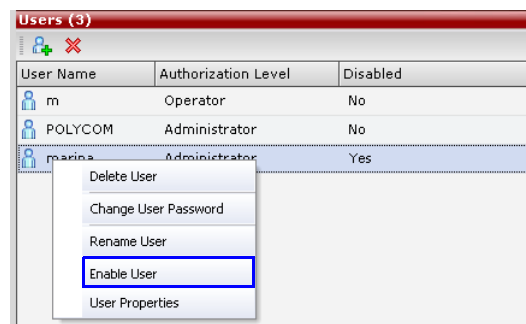 Users (3)
User Name Authorization Level Disabled
m Operator No
POLYCOM Administrator No
marina Administrator Yes
Delete User
Change User Password
Rename User
Enable User
User Properties